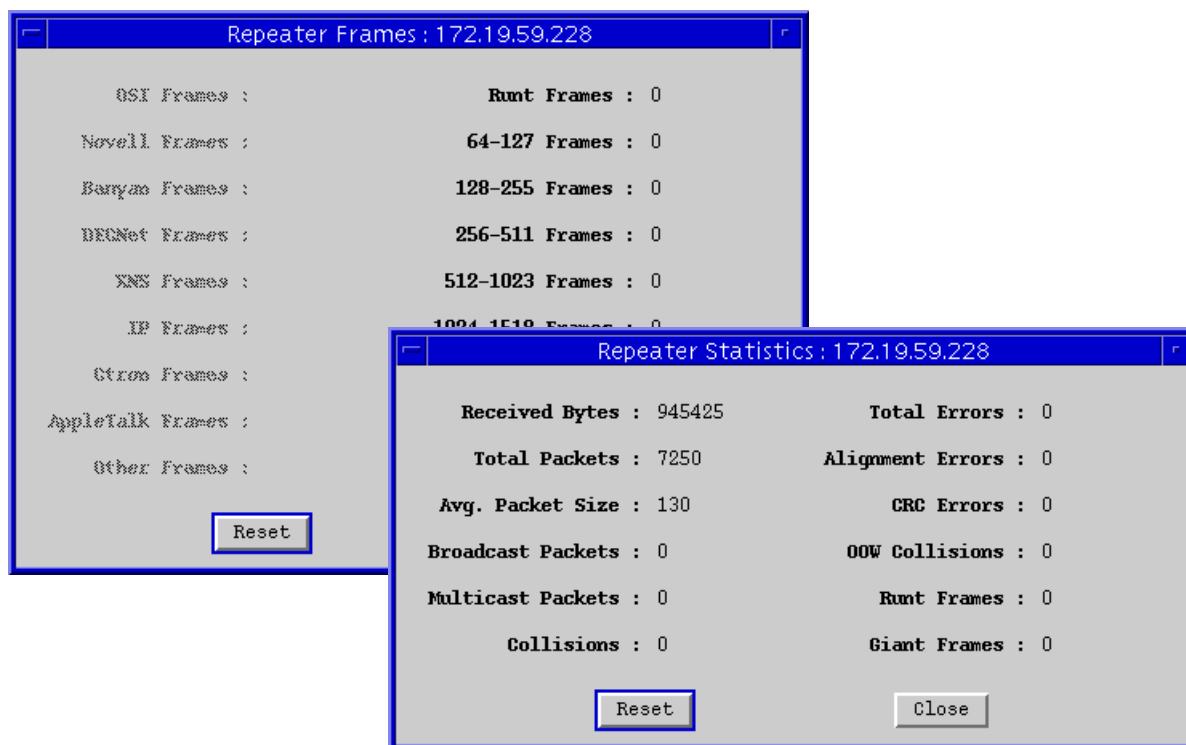 Repeater Frames : 172.19.59.228
OSI Frames :
Runt Frames : 0
Novell Frames :
64-127 Frames : 0
Banyan Frames :
128-255 Frames : 0
DECNet Frames :
256-511 Frames : 0
XNS Frames :
512-1023 Frames : 0
IP Frames :
1024-1518 Frames : 0
Ctron Frames :
AppleTalk Frames :
Other Frames :
Reset
Repeater Statistics : 172.19.59.228
Received Bytes : 945425
Total Errors : 0
Total Packets : 7250
Alignment Errors : 0
Avg. Packet Size : 130
CRC Errors : 0
Broadcast Packets : 0
OOW Collisions : 0
Multicast Packets : 0
Runt Frames : 0
Collisions : 0
Giant Frames : 0
Reset
Close